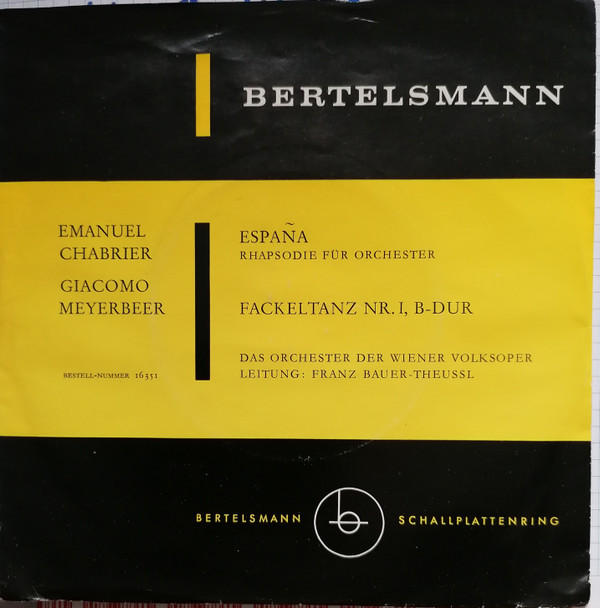 BERTELSMANN
EMANUEL
CHABRIER
ESPAÑA
RHAPSODIE FÜR ORCHESTER
GIACOMO
MEYERBEER
FACKELTANZ NR. I, B-DUR
BESTELL-NUMMER 16351
DAS ORCHESTER DER WIENER VOLKSOPER
LEITUNG: FRANZ BAUER-THEUSSL
BERTELSMANN b SCHALLPLATTENRING